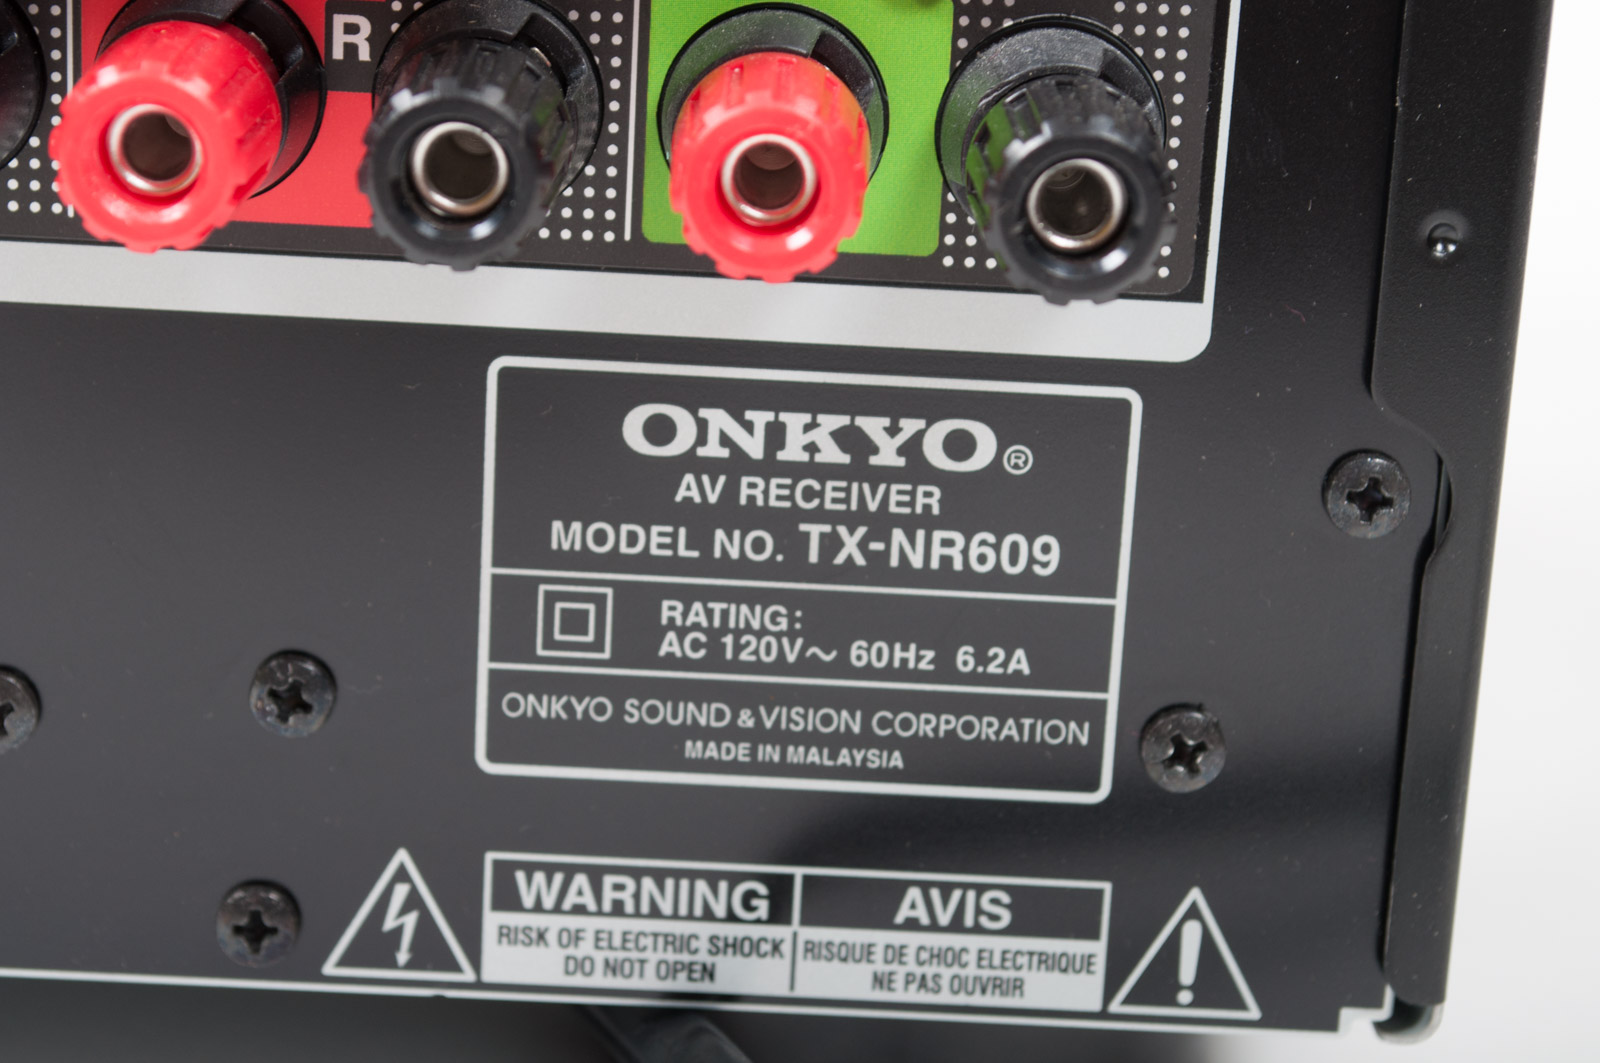 R
ONKYO®
AV RECEIVER
MODEL NO. TX-NR609
RATING:
AC 120V~ 60Hz 6.2A
ONKYO SOUND & VISION CORPORATION
MADE IN MALAYSIA
WARNING
RISK OF ELECTRIC SHOCK
DO NOT OPEN
AVIS
RISQUE DE CHOC ELECTRIQUE
NE PAS OUVRIR